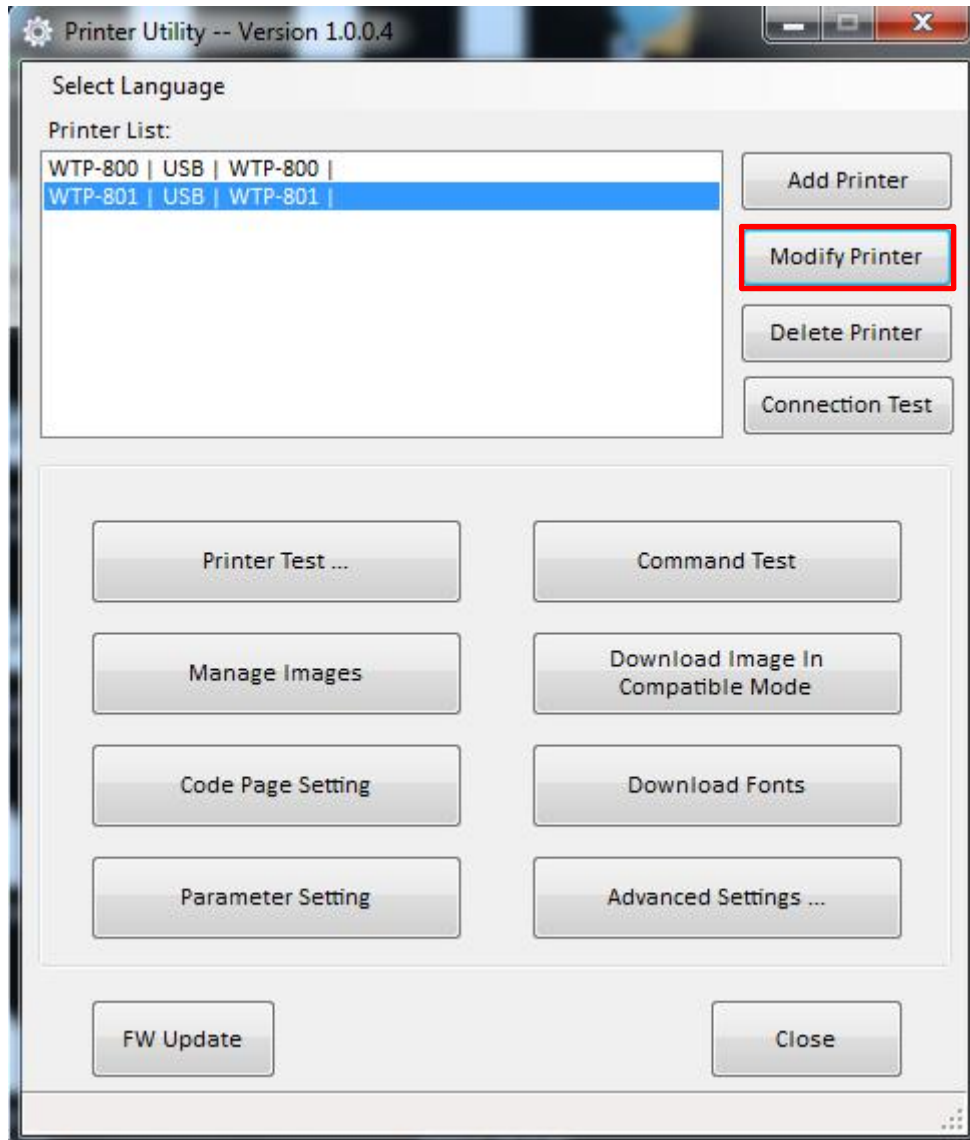 Printer Utility -- Version 1.0.0.4
Select Language
Printer List:
WTP-800 | USB | WTP-800 |
WTP-801 | USB | WTP-801 |
Add Printer
Modify Printer
Delete Printer
Connection Test
Printer Test ...
Command Test
Manage Images
Download Image In
Compatible Mode
Code Page Setting
Download Fonts
Parameter Setting
Advanced Settings ...
FW Update
Close